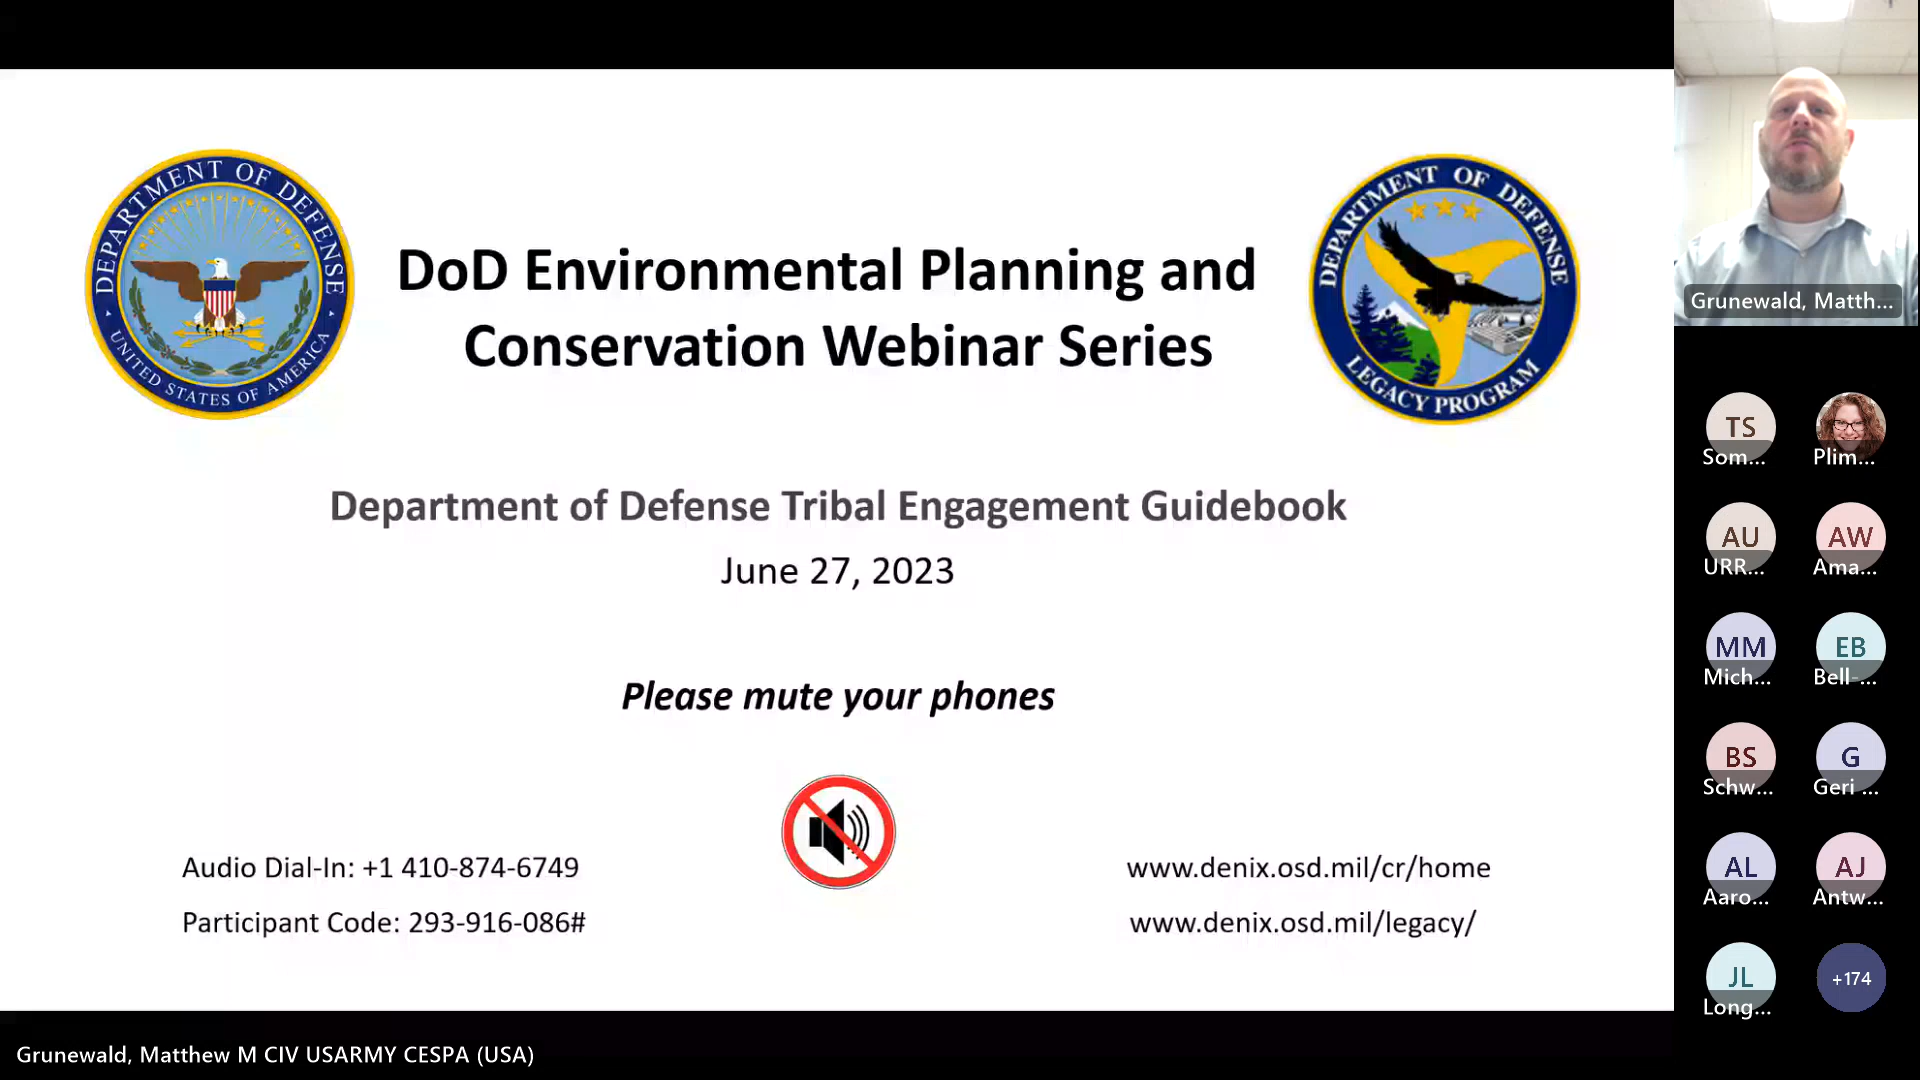 DEPARTMENT OF DEFENSE
UNITED STATES OF AMERICA
DoD Environmental Planning and
Conservation Webinar Series
DEPARTMENT OF DEFENSE
LEGACY PROGRAM
Department of Defense Tribal Engagement Guidebook
June 27, 2023
Please mute your phones
Audio Dial-In: +1 410-874-6749
Participant Code: 293-916-086#
www.denix.osd.mil/cr/home
www.denix.osd.mil/legacy/
Grunewald, Matthew M CIV USARMY CESPA (USA)
Grunewald, Matth...
TS
Som...
Plim...
AU
URR...
AW
Ama...
MM
Mich...
EB
Bell-...
BS
Schw...
G
Geri ...
AL
Aaro...
AJ
Antw...
JL
Long...
+174